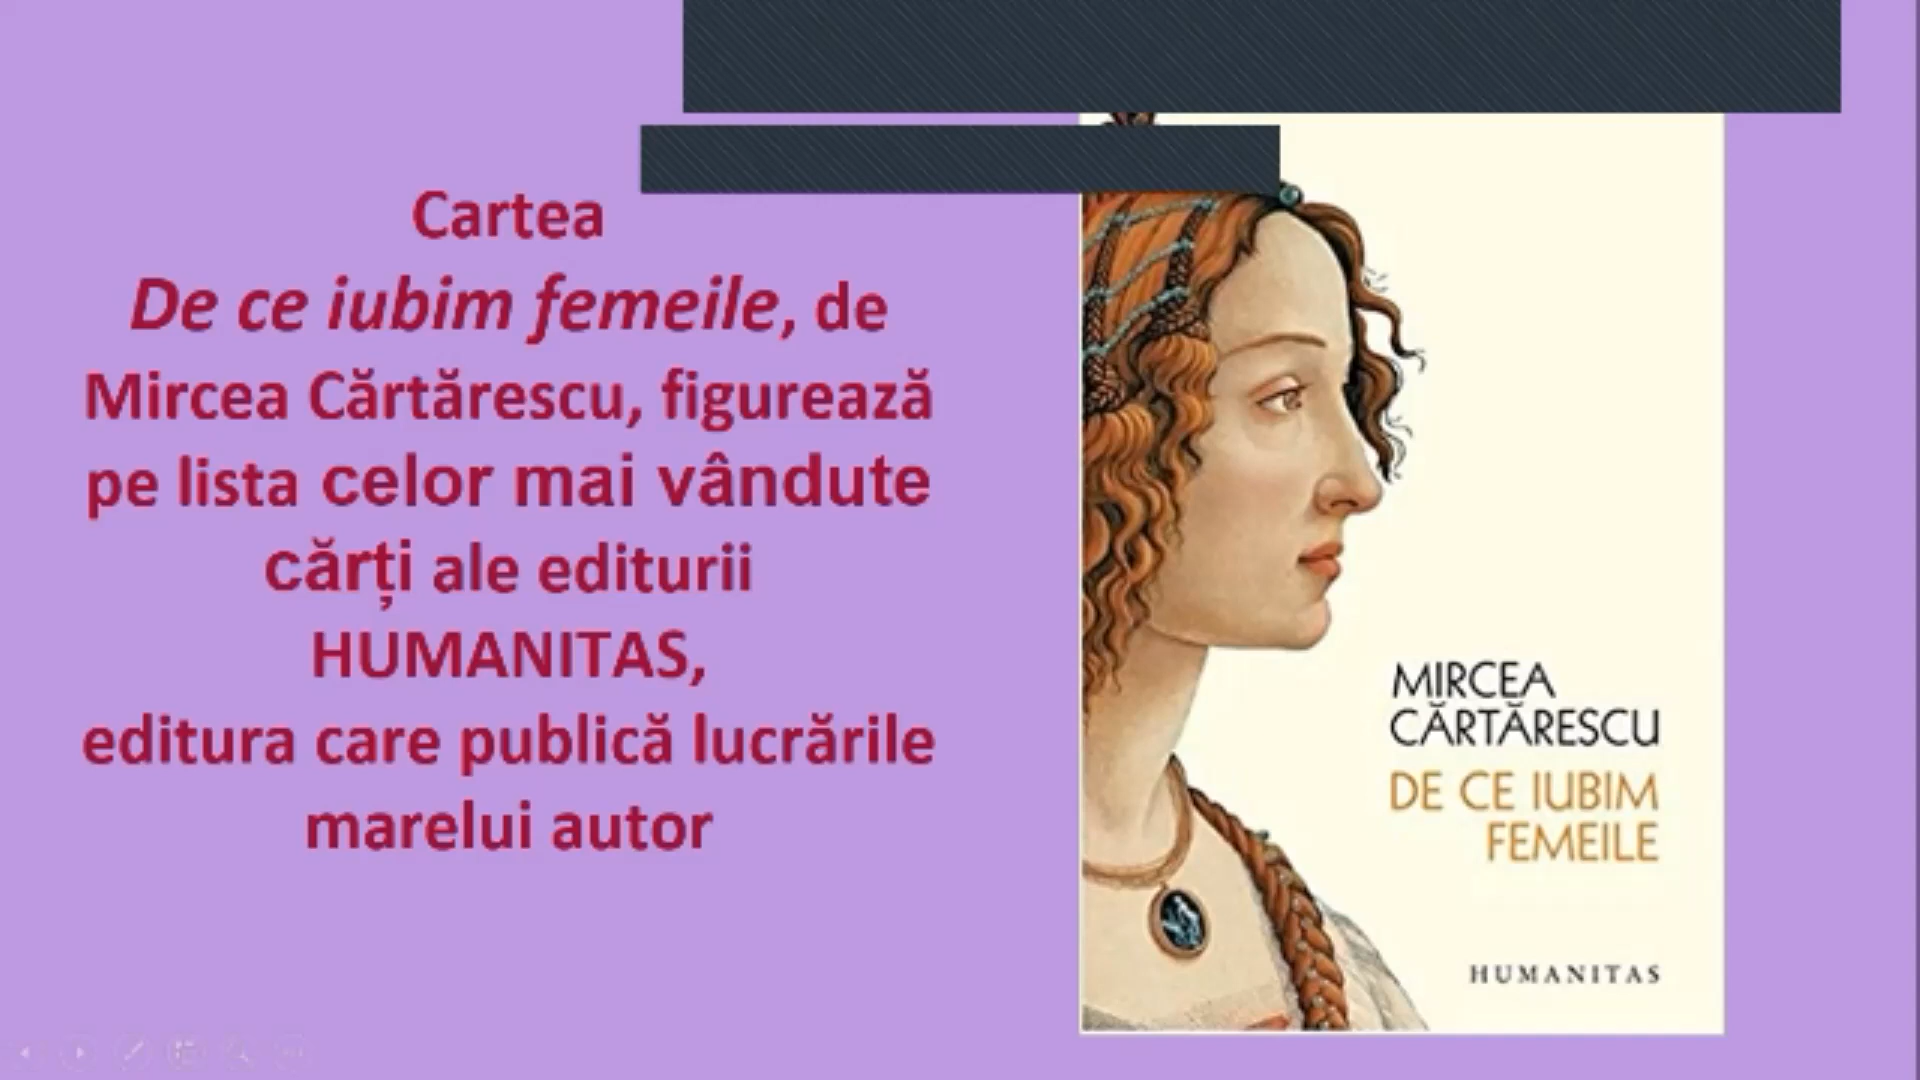 Cartea
De ce iubim femeile, de
Mircea Cărtărescu, figurează
pe lista celor mai vândute
cărți ale editurii
HUMANITAS,
editura care publică lucrările
marelui autor
MIRCEA
CĂRTĂRESCU
DE CE IUBIM
FEMEILE
HUMANITAS